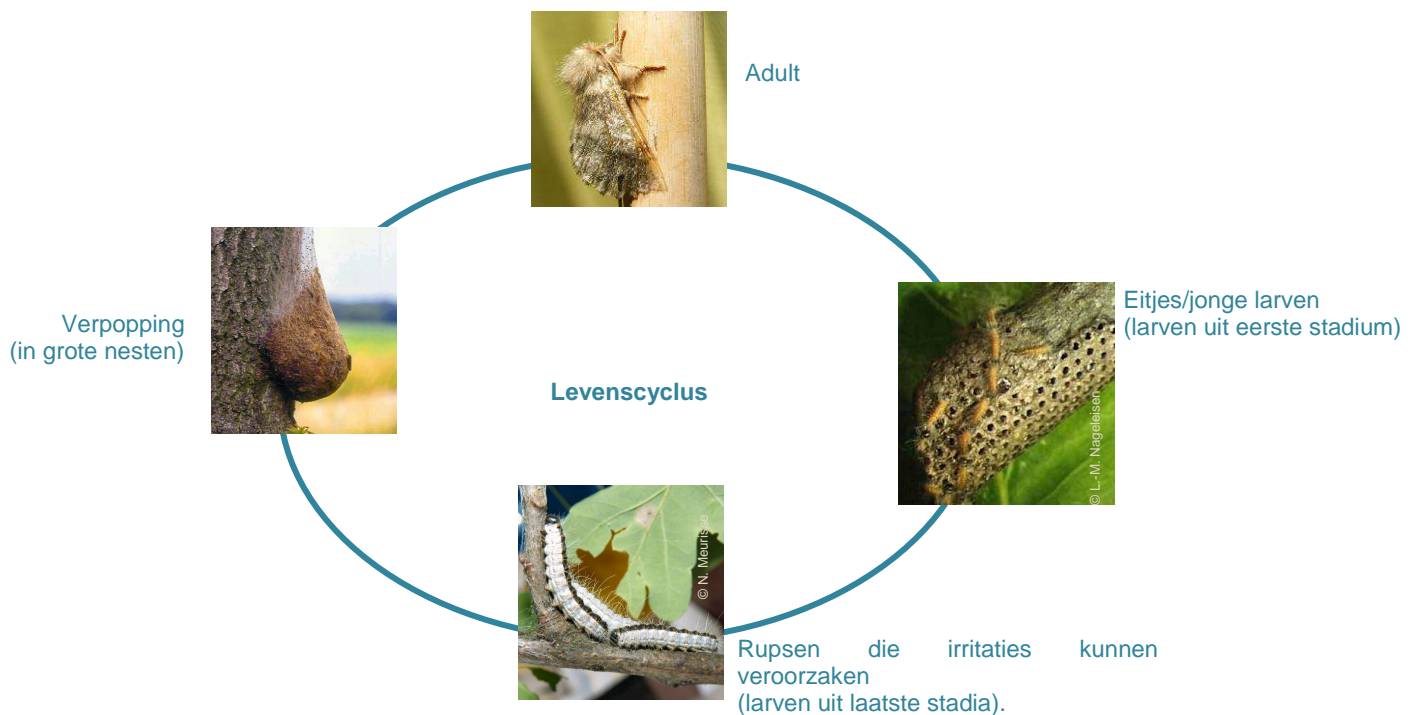 Adult
Eitjes/jonge larven
(larven uit eerste stadium)
Verpopping
(in grote nesten)
Levenscyclus
© L.-M. Nageleisen
© N. Meurisse
Rupsen die irritaties kunnen
veroorzaken
(larven uit laatste stadia).